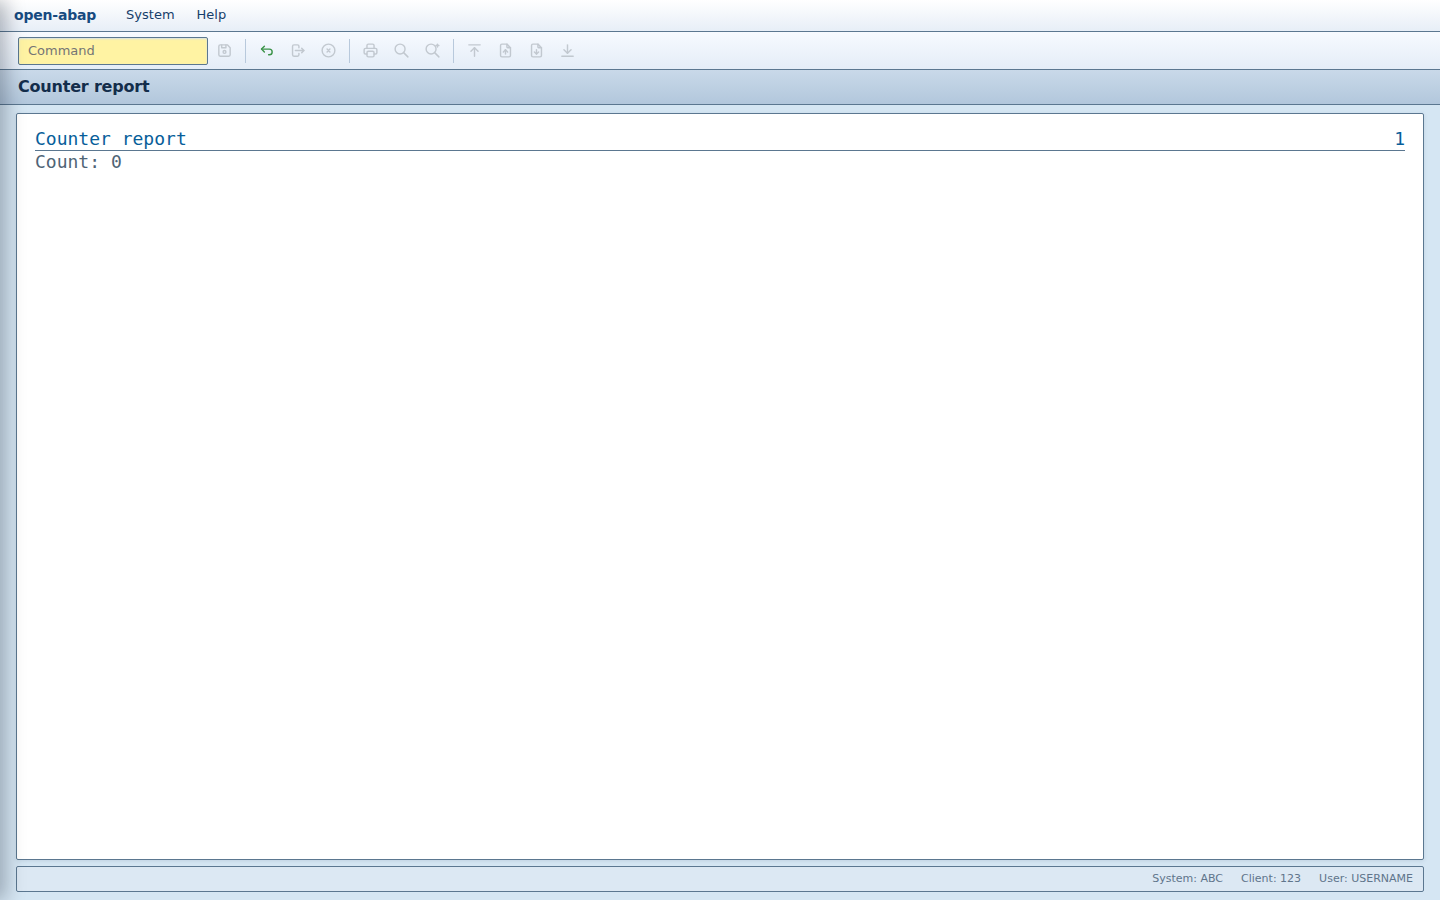 open-abap System Help
Command
Counter report
Counter report 1
Count: 0
System: ABC Client: 123 User: USERNAME